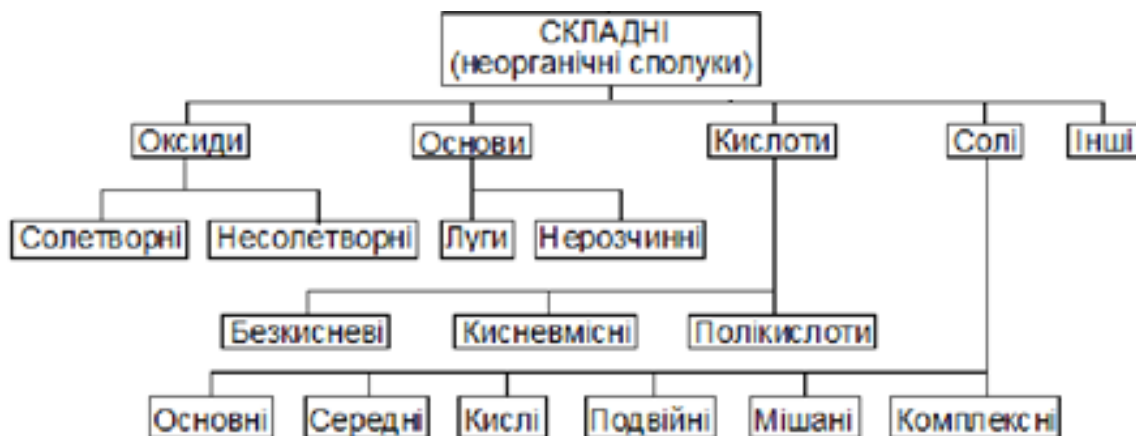 СКЛАДНІ
(неорганічні сполуки)
Оксиди Основи Кислоти Солі Інші
Солетворні Несолетворні Луги Нерозчинні
Безкисневі Кисневмісні Полікислоти
Основні Середні Кислі Подвійні Мішані Комплексні